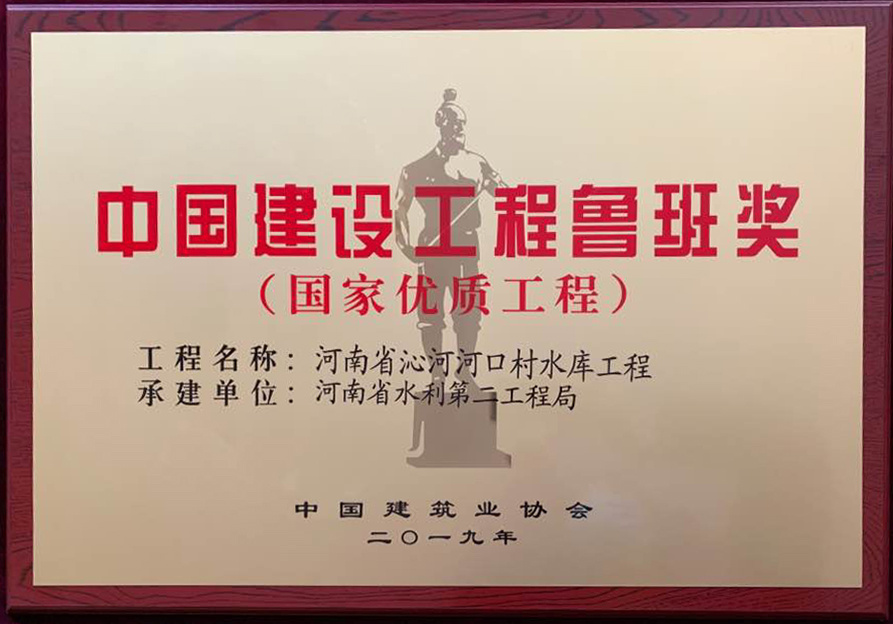 中国建设工程鲁班奖
（国家优质工程）
工程名称：河南省沁河河口村水库工程
承建单位：河南省水利第二工程局
中国建筑业协会
二〇一九年